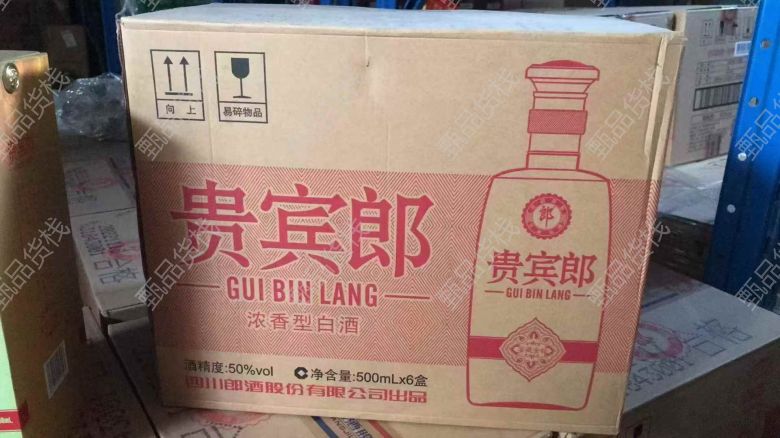 向上
易碎物品
贵宾郎
GUI BIN LANG
浓香型白酒
酒精度:50%vol
净含量:500mLx6盒
四川郎酒股份有限公司出品
郎
贵宾郎
GUI BIN LANG
合格
甄品货栈